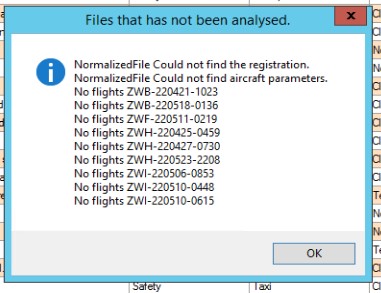 Files that has not been analysed.
NormalizedFile Could not find the registration.
NormalizedFile Could not find aircraft parameters.
No flights ZWB-220421-1023
No flights ZWB-220518-0136
No flights ZWF-220511-0219
No flights ZWH-220425-0459
No flights ZWH-220427-0730
No flights ZWH-220523-2208
No flights ZWI-220506-0853
No flights ZWI-220510-0448
No flights ZWI-220510-0615
OK
Safety Taxi